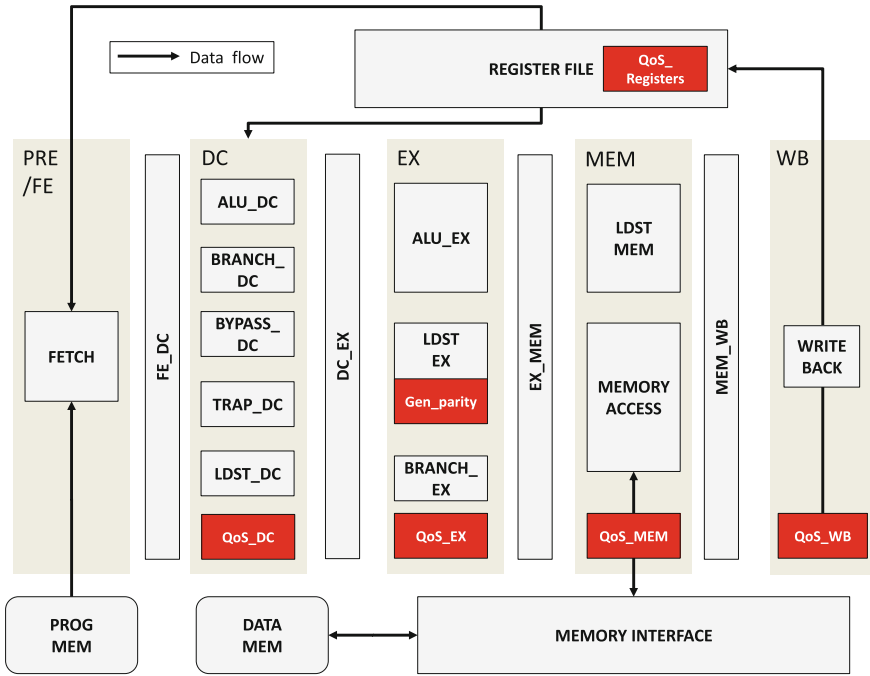 Data flow
REGISTER FILE
QoS_
Registers
PRE
/FE
DC
EX
MEM
WB
FETCH
FE_DC
ALU_DC
BRANCH_
DC
BYPASS_
DC
TRAP_DC
LDST_DC
QoS_DC
DC_EX
ALU_EX
LDST
EX
Gen_parity
BRANCH_
EX
QoS_EX
EX_MEM
LDST
MEM
MEMORY
ACCESS
QoS_MEM
MEM_WB
WRITE
BACK
QoS_WB
PROG
MEM
DATA
MEM
MEMORY INTERFACE